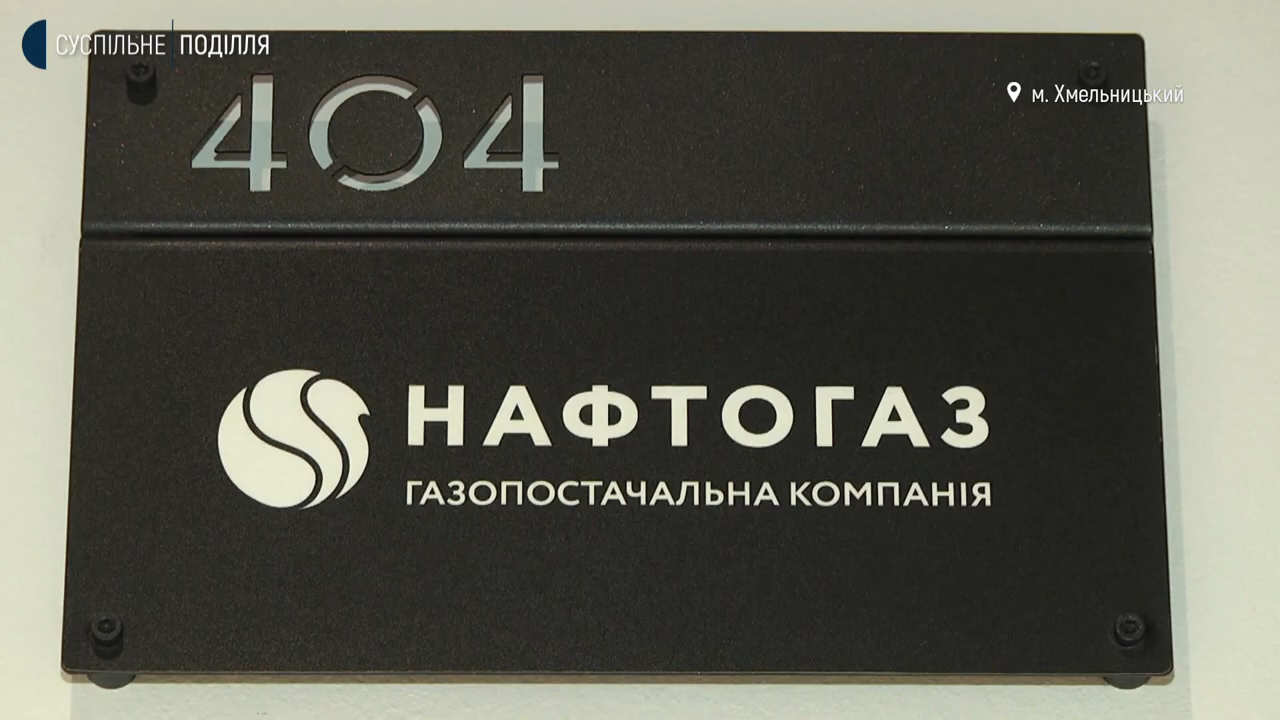 СУСПІЛЬНЕ ПОДІЛЛЯ
м. Хмельницький
404
НАФТОГАЗ
ГАЗОПОСТАЧАЛЬНА КОМПАНІЯ